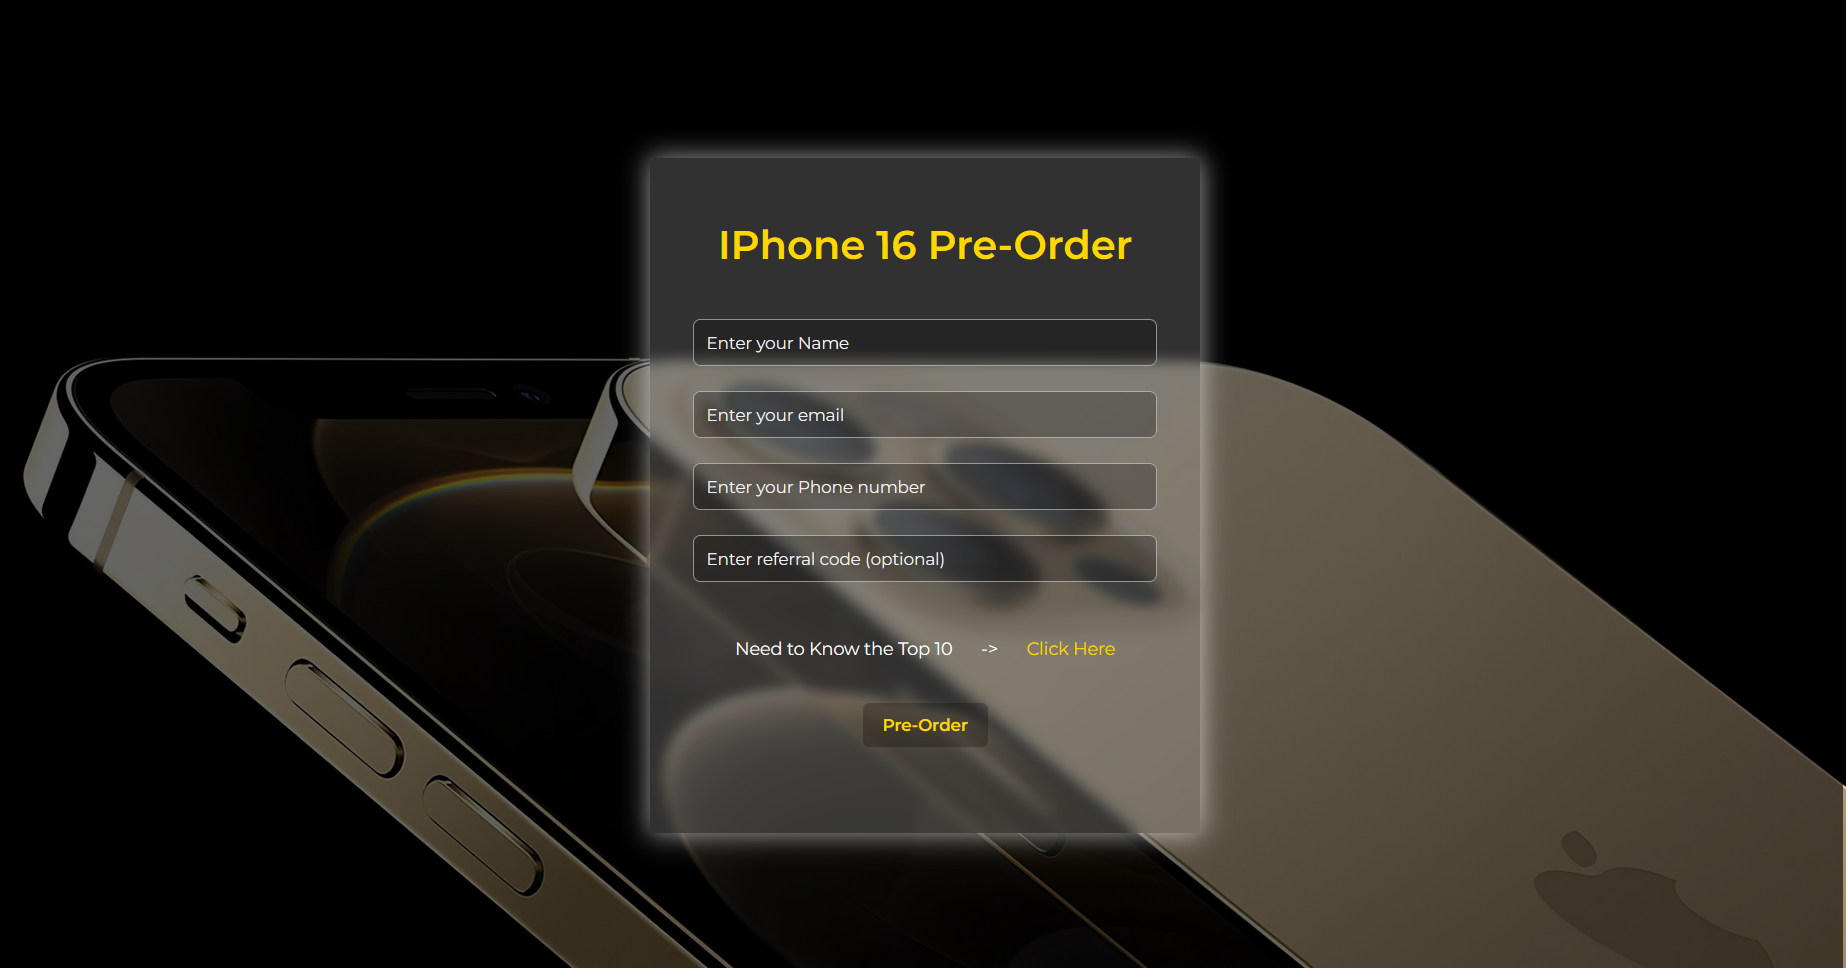 IPhone 16 Pre-Order
Enter your Name
Enter your email
Enter your Phone number
Enter referral code (optional)
Need to Know the Top 10 -> Click Here
Pre-Order